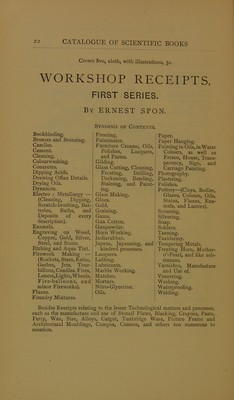 22 CATALOGUE OF SCIENTIFIC BOOKS
Crown 8vo, cloth, with illustrations, 5s.
WORKSHOP RECEIPTS,
FIRST SERIES.
BY ERNEST SPON.
SYNOPSIS OF CONTENTS.
Bookbinding.
Bronzes and Bronzing.
Candles.
Cement.
Cleaning.
Colourwashing.
Concretes.
Dipping Acids.
Drawing Office Details.
Drying Oils.
Dynamite.
Electro - Metallurgy —
(Cleaning, Dipping,
Scratch-brushing, Bat-
teries, Baths, and
Deposits of every
description).
Enamels.
Engraving on Wood,
Copper, Gold, Silver,
Steel, and Stone.
Etching and Aqua Tint.
Firework Making —
(Rockets, Stars, Rains,
Gerbes, Jets, Tour-
billons, Candles, Fires,
Lances, Lights, Wheels,
Fire-balloons, and
minor Fireworks).
Fluxes.
Foundry Mixtures.
Freezing.
Fulminates.
Furniture Creams, Oils,
Polishes, Lacquers,
and Pastes.
Gilding.
Glass Cutting, Cleaning,
Frosting, Drilling,
Darkening, Bending,
Staining, and Paint-
ing.
Glass Making.
Glues.
Gold.
Graining.
Gums.
Gun Cotton.
Gunpowder.
Horn Working.
Indiarubber.
Japans, Japanning, and
kindred processes.
Lacquers.
Lathing.
Lubricants.
Marble Working.
Matches.
Mortars.
Nitro-Glycerine.
Oils.
Paper.
Paper Hanging.
Painting in Oils, in Water
Colours, as well as
Fresco, House, Trans-
parency, Sign, and
Carriage Painting.
Photography.
Plastering.
Polishes.
Pottery—(Clays, Bodies,
Glazes, Colours, Oils,
Stains, Fluxes, Ena-
mels, and Lustres).
Scouring.
Silvering.
Soap.
Solders.
Tanning.
Taxidermy.
Tempering Metals.
Treating Horn, Mother-
o'-Pearl, and like sub-
stances.
Varnishes, Manufacture
and Use of.
Veneering.
Washing.
Waterproofing.
Welding.
Besides Receipts relating to the lesser Technological matters and processes,
such as the manufacture and use of Stencil Plates, Blacking, Crayons, Paste,
Putty, Wax, Size, Alloys, Catgut, Tunbridge Ware, Picture Frame and
Architectural Mouldings, Compos, Cameos, and others too numerous to
mention.